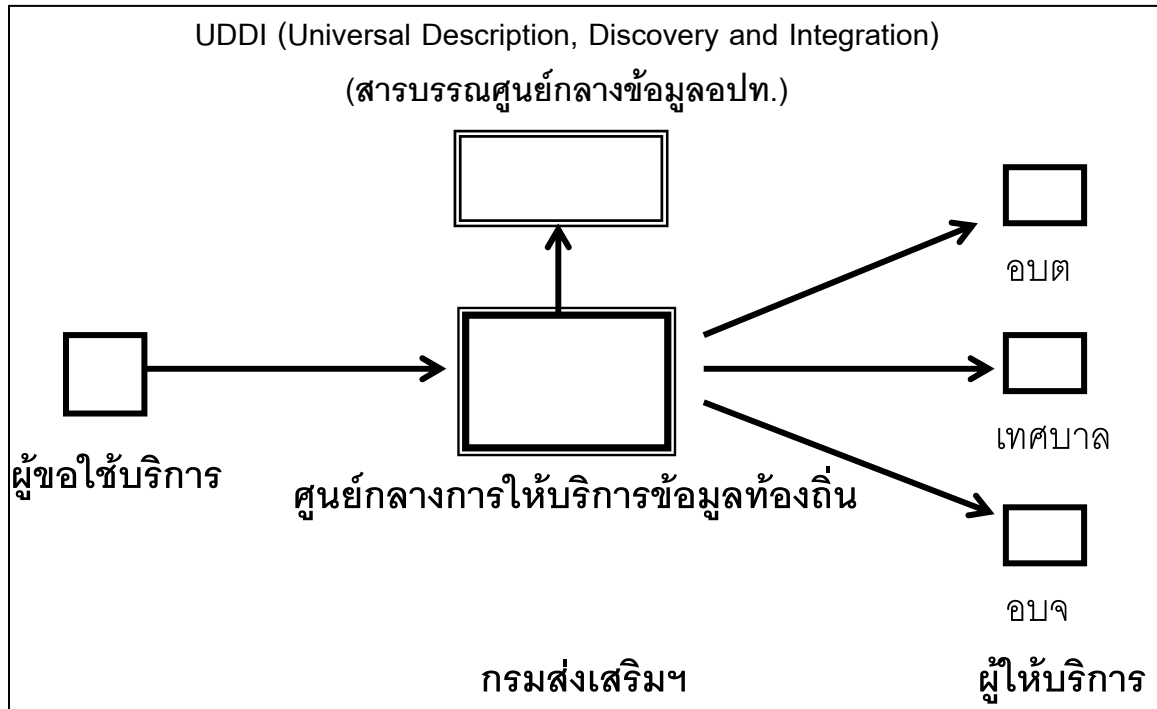 UDDI (Universal Description, Discovery and Integration)
(สารบรรณศูนย์กลางข้อมูลอปท.)
อบต
เทศบาล
ผู้ขอใช้บริการ
ศูนย์กลางการให้บริการข้อมูลท้องถิ่น
อบจ
กรมส่งเสริมฯ
ผู้ให้บริการ